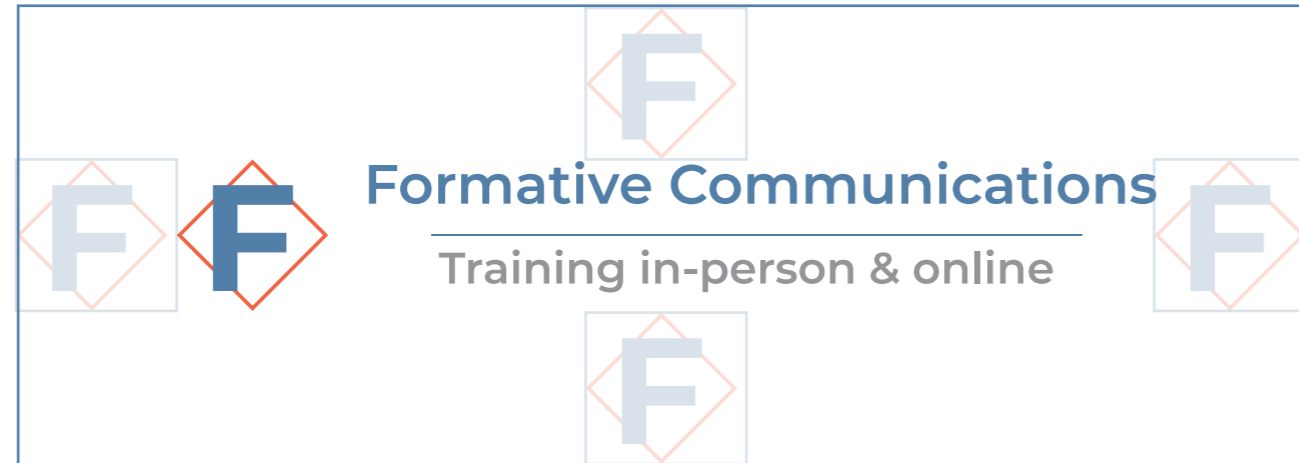 F
F F Formative Communications F
Training in-person & online
F